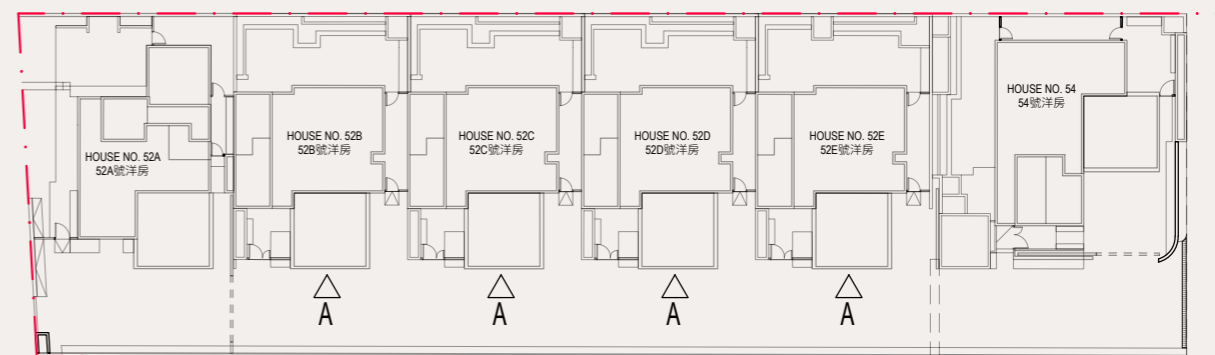 HOUSE NO. 54
54號洋房
HOUSE NO. 52B
52B號洋房
HOUSE NO. 52C
52C號洋房
HOUSE NO. 52D
52D號洋房
HOUSE NO. 52E
52E號洋房
HOUSE NO. 52A
52A號洋房
A
A
A
A